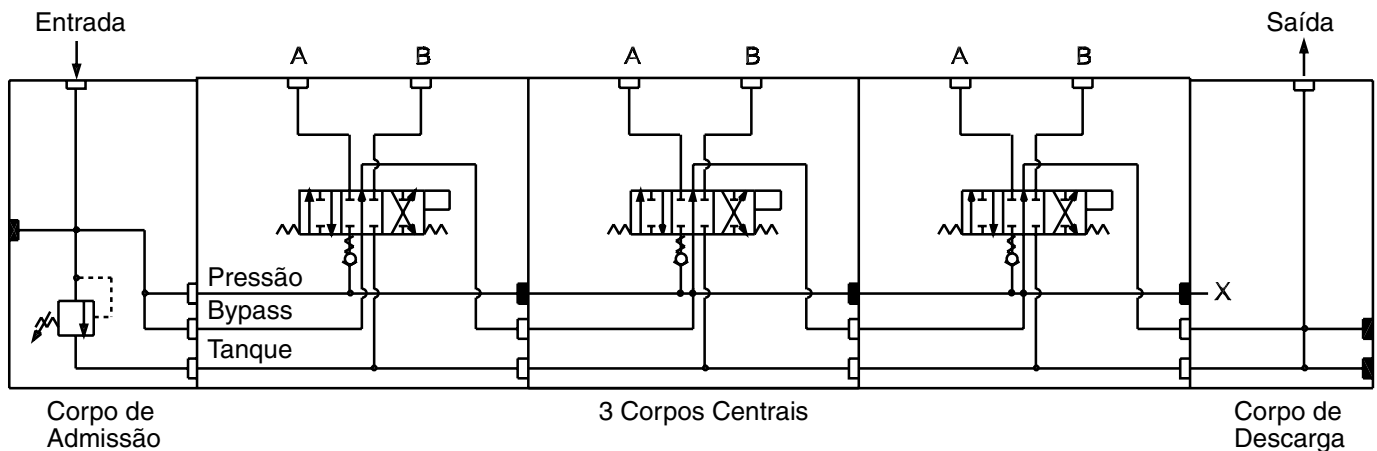 Entrada
Saída
A
B
A
B
A
B
Pressão
Bypass
Tanque
X
Corpo de
Admissão
3 Corpos Centrais
Corpo de
Descarga